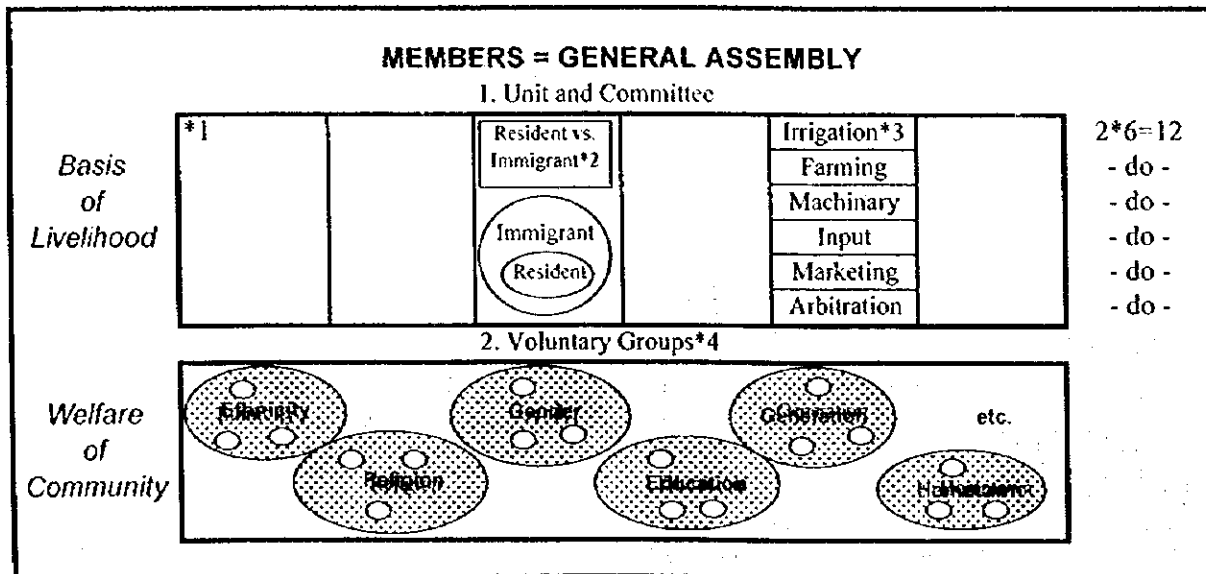 MEMBERS = GENERAL ASSEMBLY
1. Unit and Committee
Basis
of
Livelihood
*1
Resident vs.
Immigrant*2
Immigrant
Resident
Irrigation*3
Farming
Machinary
Input
Marketing
Arbitration
2*6=12
- do -
- do -
- do -
- do -
- do -
2. Voluntary Groups*4
Welfare
of
Community
Ethnicity
Gender
Generation
etc.
Religion
Education